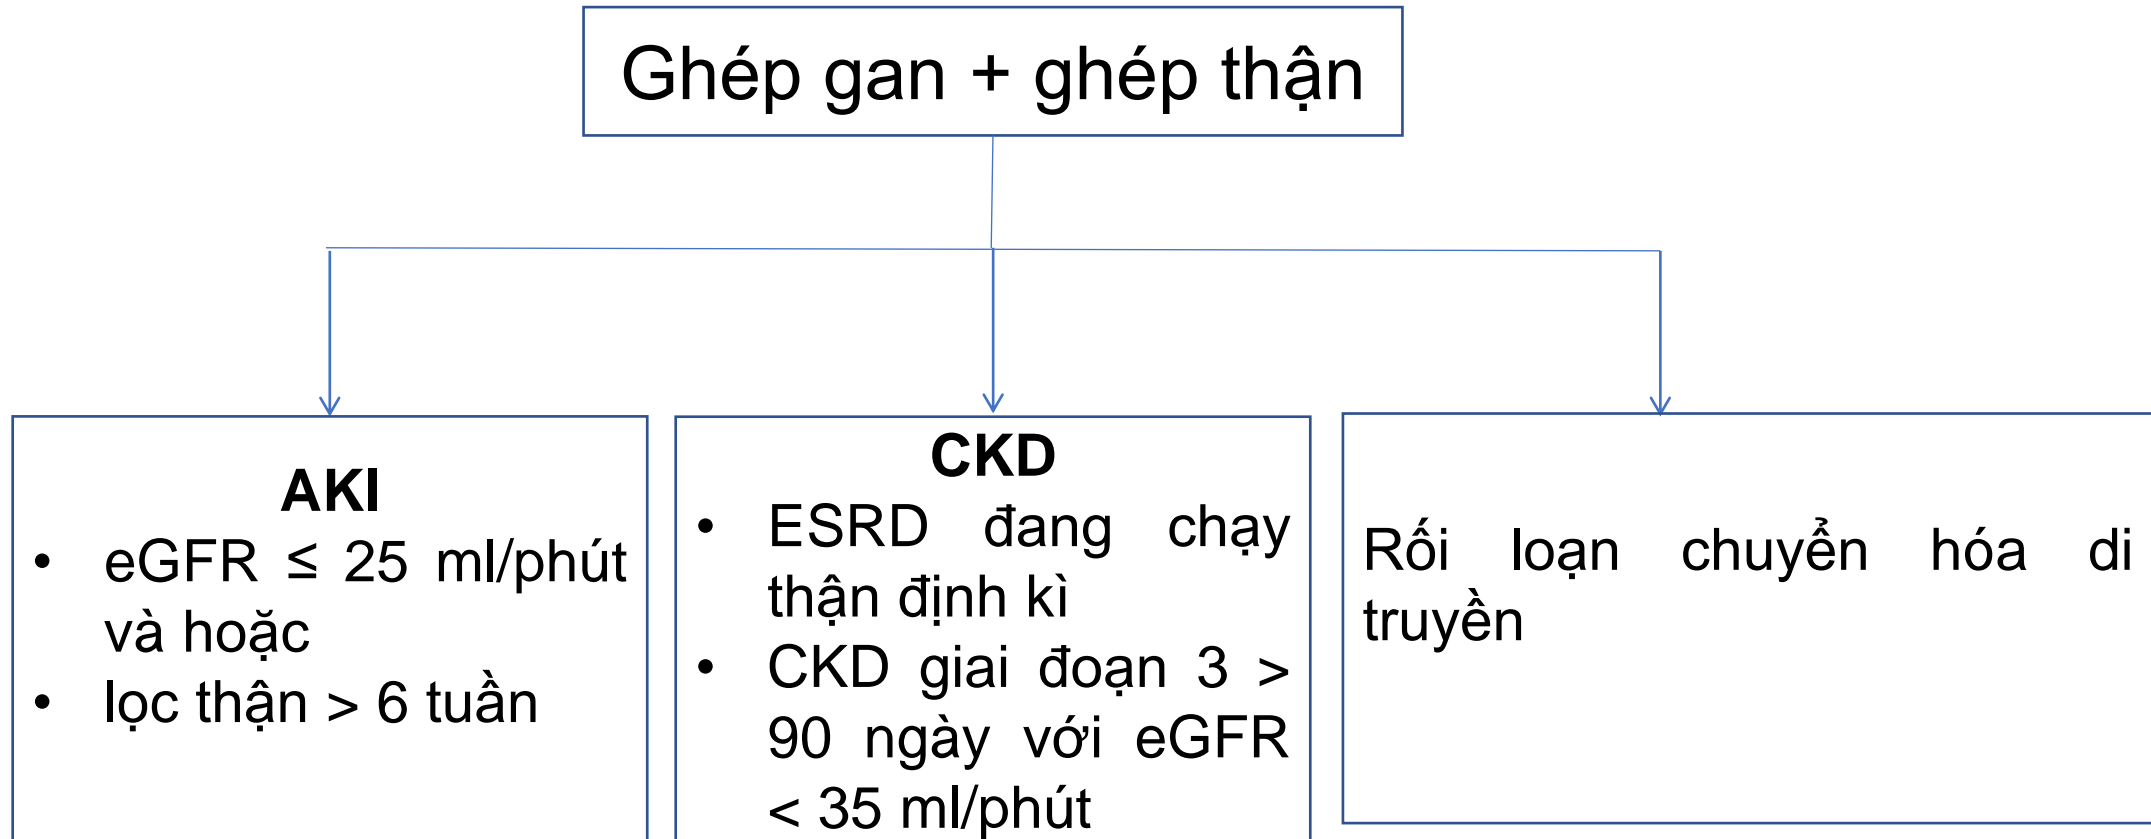 Ghép gan + ghép thận
AKI
• eGFR ≤ 25 ml/phút
và hoặc
• lọc thận > 6 tuần
CKD
• ESRD đang chạy
thận định kì
• CKD giai đoạn 3 >
90 ngày với eGFR
< 35 ml/phút
Rối loạn chuyển hóa di
truyền